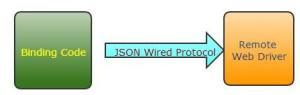 Binding Code
JSON Wired Protocol
Remote
Web Driver